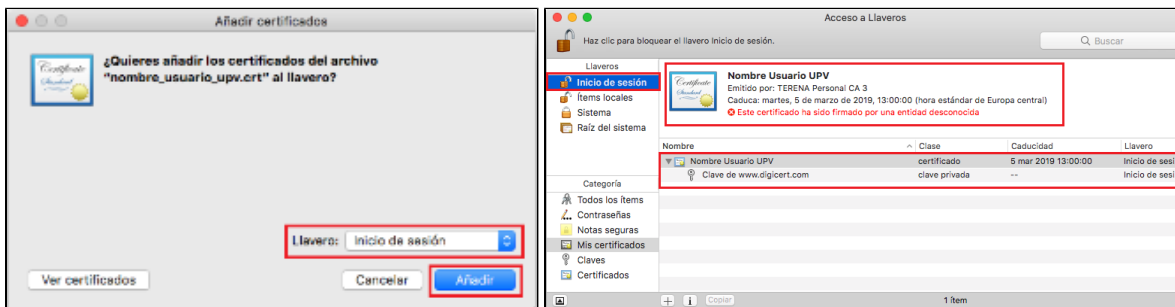 Añadir certificados
¿Quieres añadir los certificados del archivo
"nombre_usuario_upv.crt" al llavero?
Certificate
Standard
Llavero: Inicio de sesión
Ver certificados Cancelar Añadir
Acceso a Llaveros
Haz clic para bloquear el llavero Inicio de sesión.
Buscar
Llaveros
Inicio de sesión
Ítems locales
Sistema
Raíz del sistema
Certificate
Standard
Nombre Usuario UPV
Emitido por: TERENA Personal CA 3
Caduca: martes, 5 de marzo de 2019, 13:00:00 (hora estándar de Europa central)
Este certificado ha sido firmado por una entidad desconocida
Nombre Clase Caducidad Llavero
Nombre Usuario UPV certificado 5 mar 2019 13:00:00 Inicio de sesi
Clave de www.digicert.com clave privada -- Inicio de sesi
Categoría
Todos los ítems
Contraseñas
Notas seguras
Mis certificados
Claves
Certificados
Copiar
1 ítem